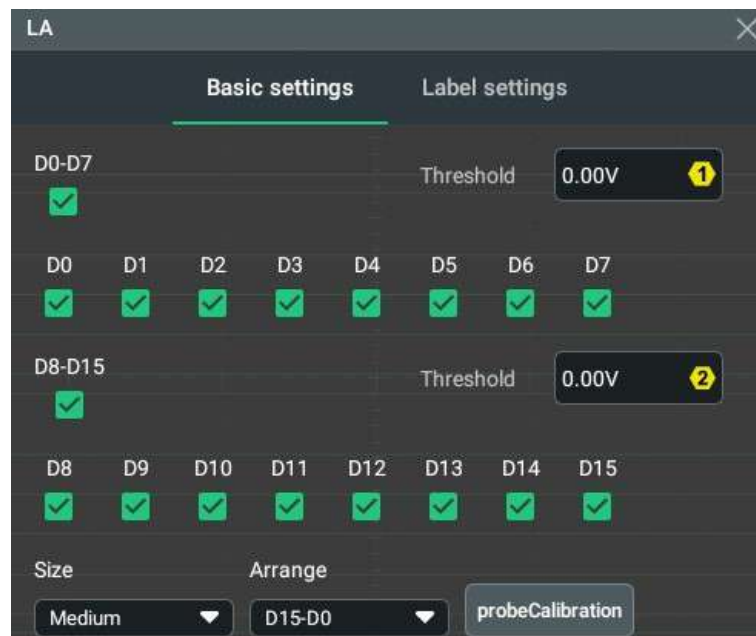 LA
Basic settings Label settings
D0-D7 Threshold 0.00V 1
D0 D1 D2 D3 D4 D5 D6 D7
D8-D15 Threshold 0.00V 2
D8 D9 D10 D11 D12 D13 D14 D15
Size Arrange
Medium D15-D0 probeCalibration